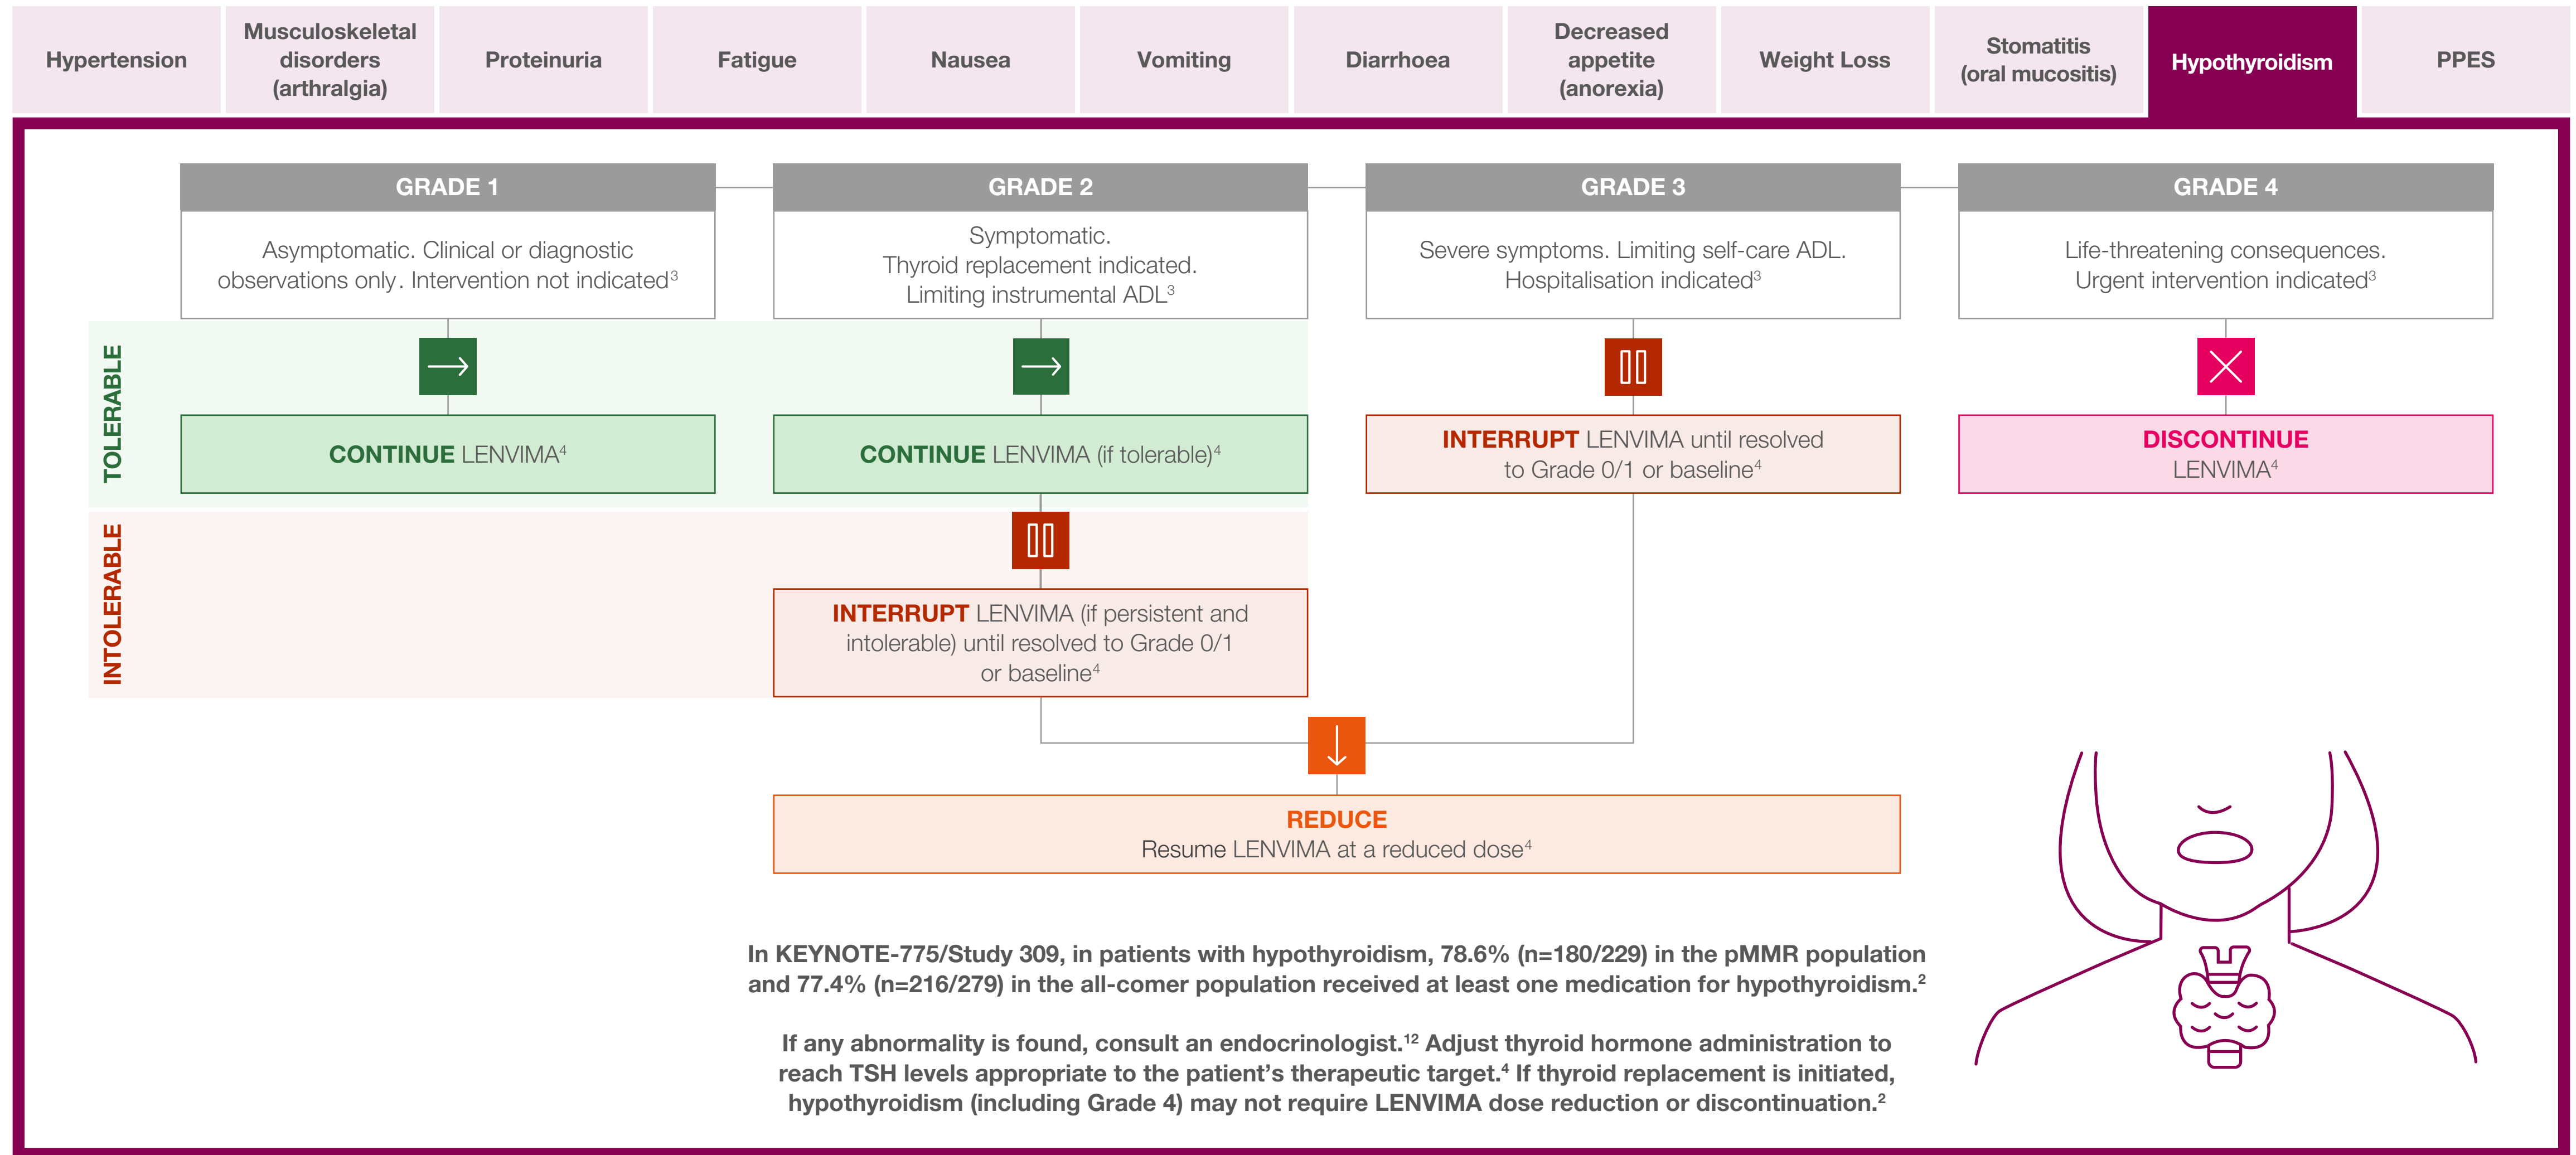 Hypertension
Musculoskeletal
disorders
(arthralgia)
Proteinuria
Fatigue
Nausea
Vomiting
Diarrhoea
Decreased
appetite
(anorexia)
Weight Loss
Stomatitis
(oral mucositis)
Hypothyroidism
PPES
GRADE 1
Asymptomatic. Clinical or diagnostic
observations only. Intervention not indicated³
GRADE 2
Symptomatic.
Thyroid replacement indicated.
Limiting instrumental ADL³
GRADE 3
Severe symptoms. Limiting self-care ADL.
Hospitalisation indicated³
GRADE 4
Life-threatening consequences.
Urgent intervention indicated³
TOLERABLE
CONTINUE LENVIMA⁴
CONTINUE LENVIMA (if tolerable)⁴
INTERRUPT LENVIMA until resolved
to Grade 0/1 or baseline⁴
DISCONTINUE
LENVIMA⁴
INTOLERABLE
INTERRUPT LENVIMA (if persistent and
intolerable) until resolved to Grade 0/1
or baseline⁴
REDUCE
Resume LENVIMA at a reduced dose⁴
In KEYNOTE-775/Study 309, in patients with hypothyroidism, 78.6% (n=180/229) in the pMMR population
and 77.4% (n=216/279) in the all-comer population received at least one medication for hypothyroidism.²
If any abnormality is found, consult an endocrinologist.¹² Adjust thyroid hormone administration to
reach TSH levels appropriate to the patient’s therapeutic target.⁴ If thyroid replacement is initiated,
hypothyroidism (including Grade 4) may not require LENVIMA dose reduction or discontinuation.²